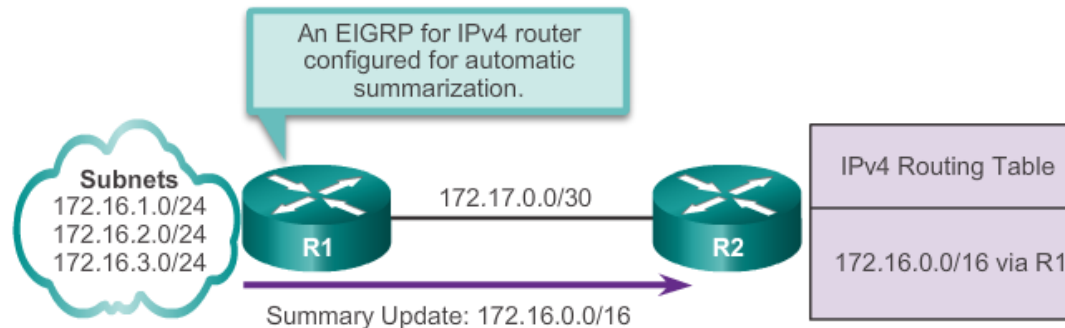 An EIGRP for IPv4 router
configured for automatic
summarization.
Subnets
172.16.1.0/24
172.16.2.0/24
172.16.3.0/24
R1
172.17.0.0/30
R2
IPv4 Routing Table
172.16.0.0/16 via R1
Summary Update: 172.16.0.0/16